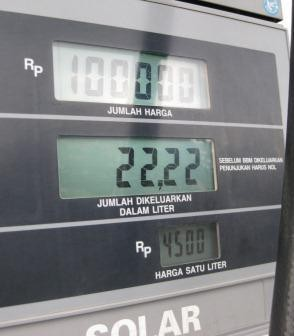 Rp 100000
JUMLAH HARGA
22,22
SEBELUM BBM DIKELUARKAN
PENUNJUKAN HARUS NOL
JUMLAH DIKELUARKAN
DALAM LITER
Rp 4500
HARGA SATU LITER
SOLAR